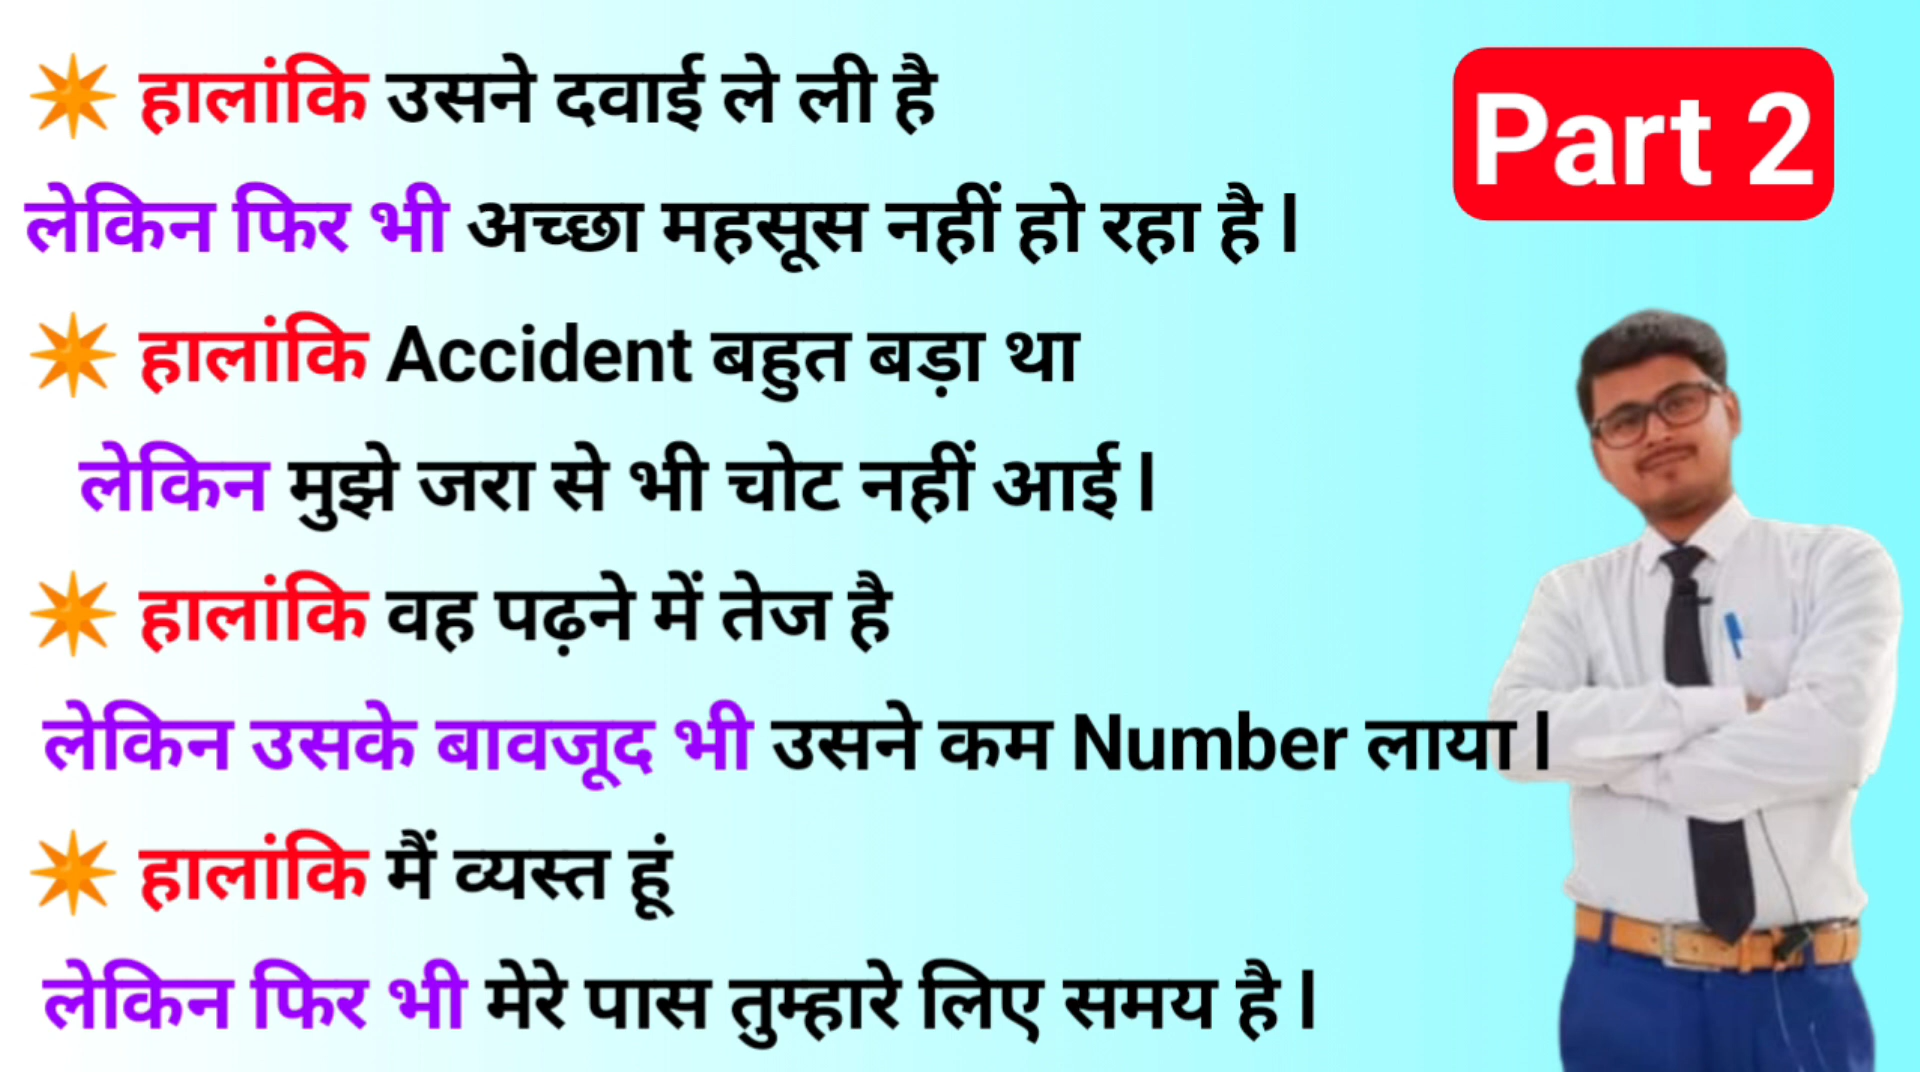 हालांकि उसने दवाई ले ली है
Part 2
लेकिन फिर भी अच्छा महसूस नहीं हो रहा है l
हालांकि Accident बहुत बड़ा था
लेकिन मुझे जरा से भी चोट नहीं आई l
हालांकि वह पढ़ने में तेज है
लेकिन उसके बावजूद भी उसने कम Number लाया l
हालांकि मैं व्यस्त हूं
लेकिन फिर भी मेरे पास तुम्हारे लिए समय है l